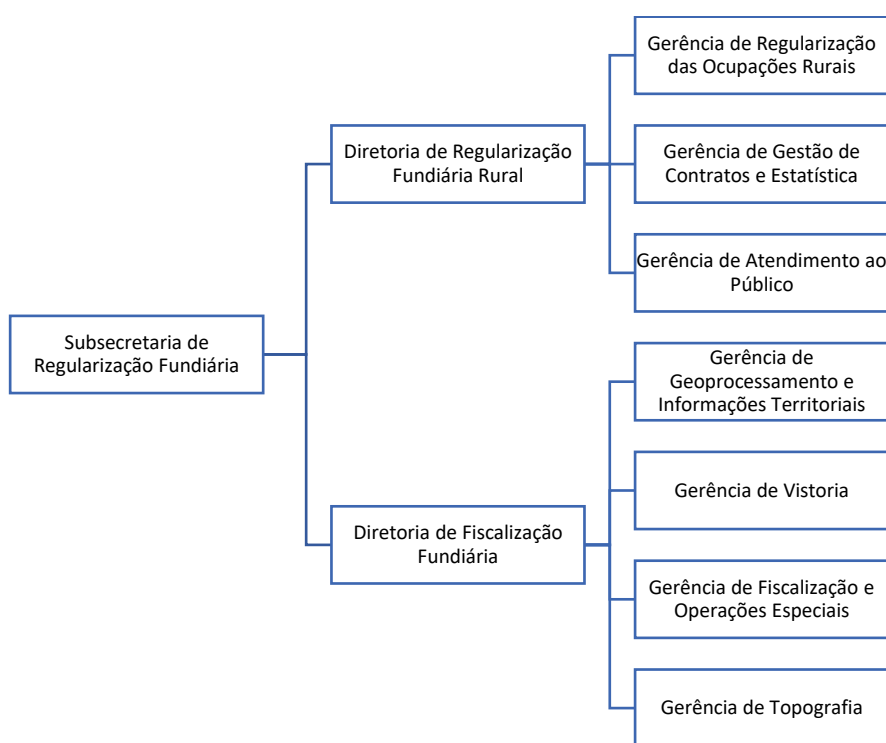 Gerência de Regularização
das Ocupações Rurais
Diretoria de Regularização
Fundiária Rural
Gerência de Gestão de
Contratos e Estatística
Gerência de Atendimento ao
Público
Subsecretaria de
Regularização Fundiária
Gerência de
Geoprocessamento e
Informações Territoriais
Gerência de Vistoria
Diretoria de Fiscalização
Fundiária
Gerência de Fiscalização e
Operações Especiais
Gerência de Topografia